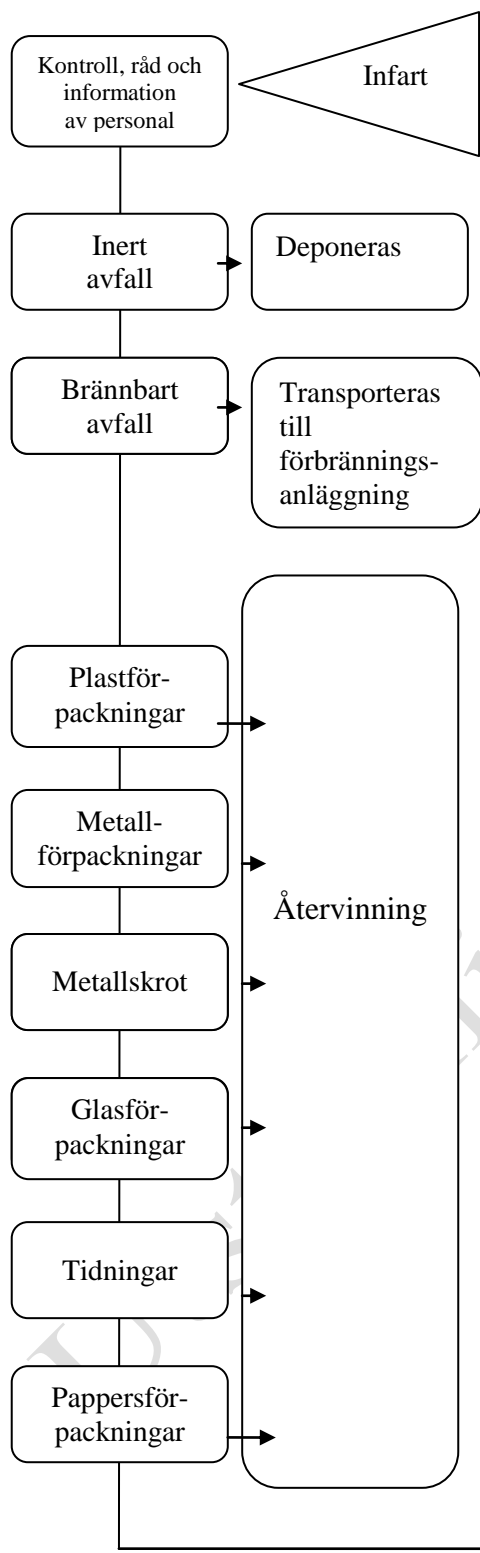 Kontroll, råd och
information
av personal
Infart
Inert
avfall
Deponeras
Brännbart
avfall
Transporteras
till
förbrännings-
anläggning
Plastför-
packningar
Metall-
förpackningar
Återvinning
Metallskrot
Glasför-
packningar
Tidningar
Pappersför-
packningar